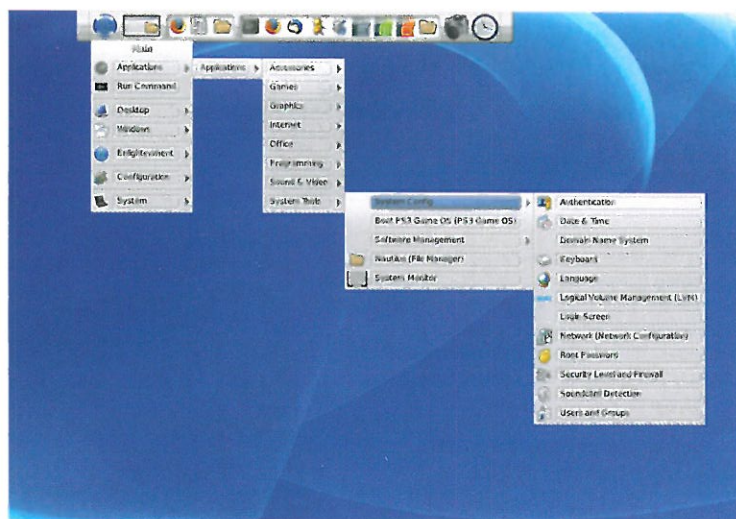 Main
Applications
Run Command
Desktop
Windows
Enlightenment
Configuration
System
Applications
Accessories
Games
Graphics
Internet
Office
Programming
Sound & Video
System Tools
System Config
Boot PS3 Game OS (PS3 Game OS)
Software Management
Nautilus (File Manager)
System Monitor
Authentication
Date & Time
Domain Name System
Keyboard
Language
Logical Volume Management (LVM)
Login Screen
Network (Network Configuration)
Root Password
Security Level and Firewall
Soundcard Detection
Users and Groups